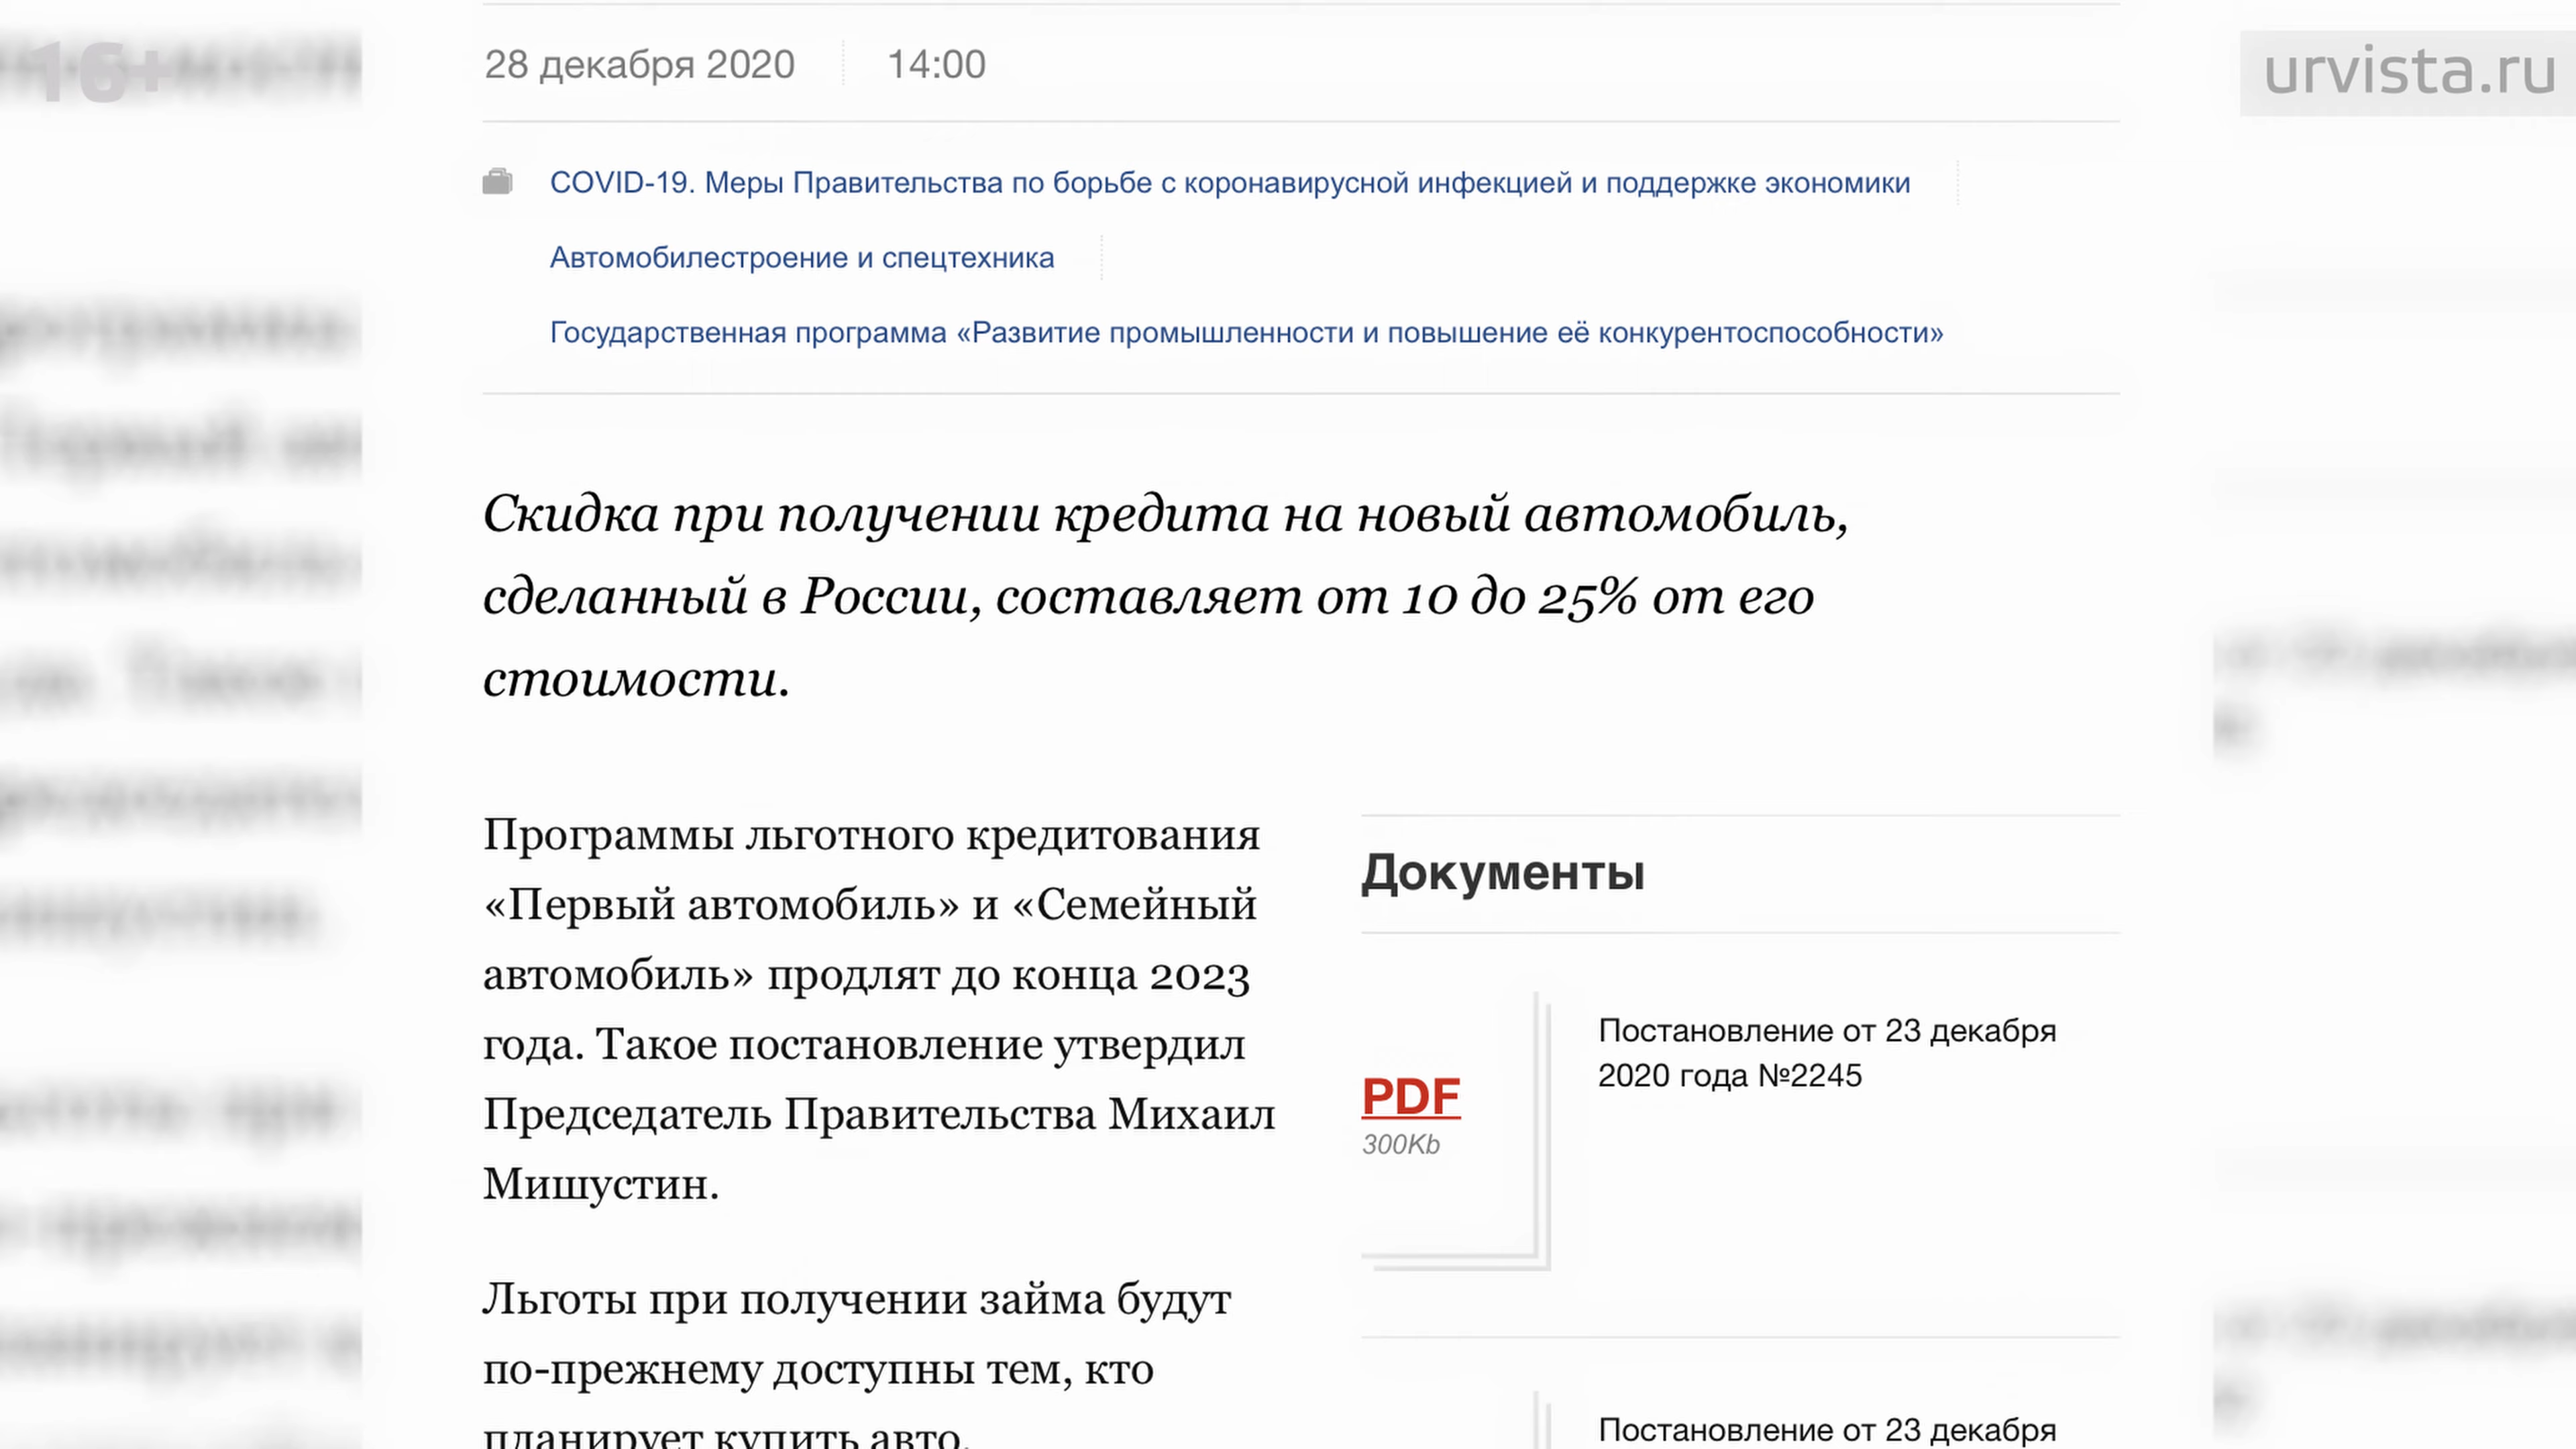 16+
urvista.ru
28 декабря 2020 14:00
COVID-19. Меры Правительства по борьбе с коронавирусной инфекцией и поддержке экономики
Автомобилестроение и спецтехника
Государственная программа «Развитие промышленности и повышение её конкурентоспособности»
Скидка при получении кредита на новый автомобиль,
сделанный в России, составляет от 10 до 25% от его
стоимости.
Программы льготного кредитования
«Первый автомобиль» и «Семейный
автомобиль» продлят до конца 2023
года. Такое постановление утвердил
Председатель Правительства Михаил
Мишустин.
Льготы при получении займа будут
по-прежнему доступны тем, кто
планирует купить авто,
Документы
PDF
300Kb
Постановление от 23 декабря
2020 года №2245
Постановление от 23 декабря